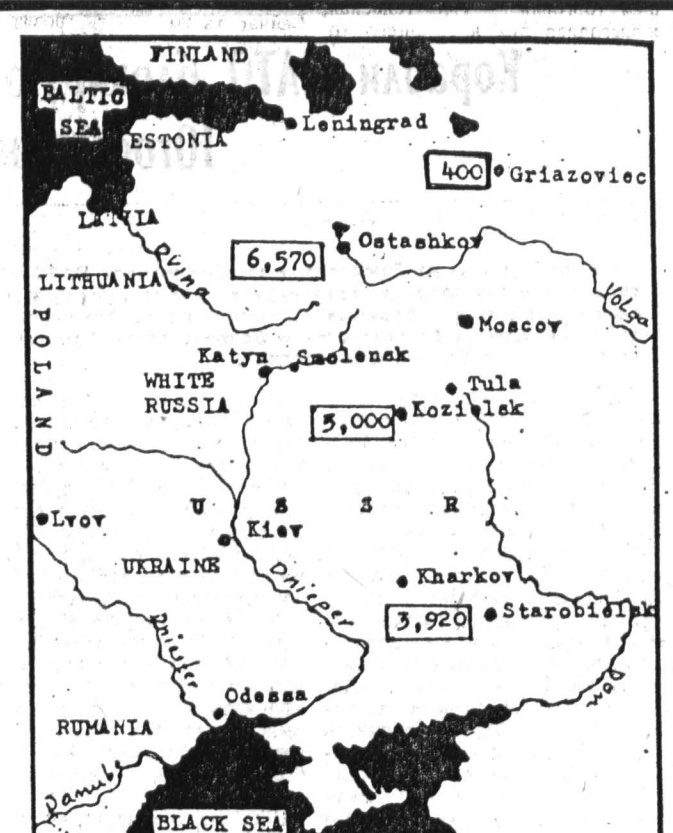 FINLAND
BALTIC
SEA
Leningrad
ESTONIA
400
Griazoviec
LATVIA
Dvina
Ostashkov
6,570
LITHUANIA
Volga
POLAND
Moscov
Katyn
Smolensk
WHITE
RUSSIA
Tula
5,000
Kozielsk
U S S R
Lvov
Kiev
UKRAINE
Dnieper
Kharkov
3,920
Starobielsk
Dniester
Don
Odessa
RUMANIA
Danube
BLACK SEA